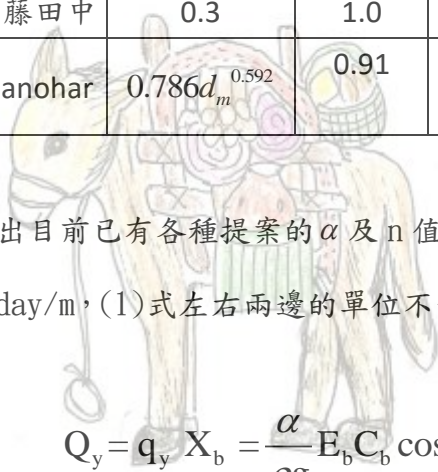 藤田中 0.3 1.0
anohar 0.786d_m^0.592 0.91
出目前已有各種提案的α及n值
day/m，(1)式左右兩邊的單位不
Q_y = q_y X_b = α E_b C_b cos